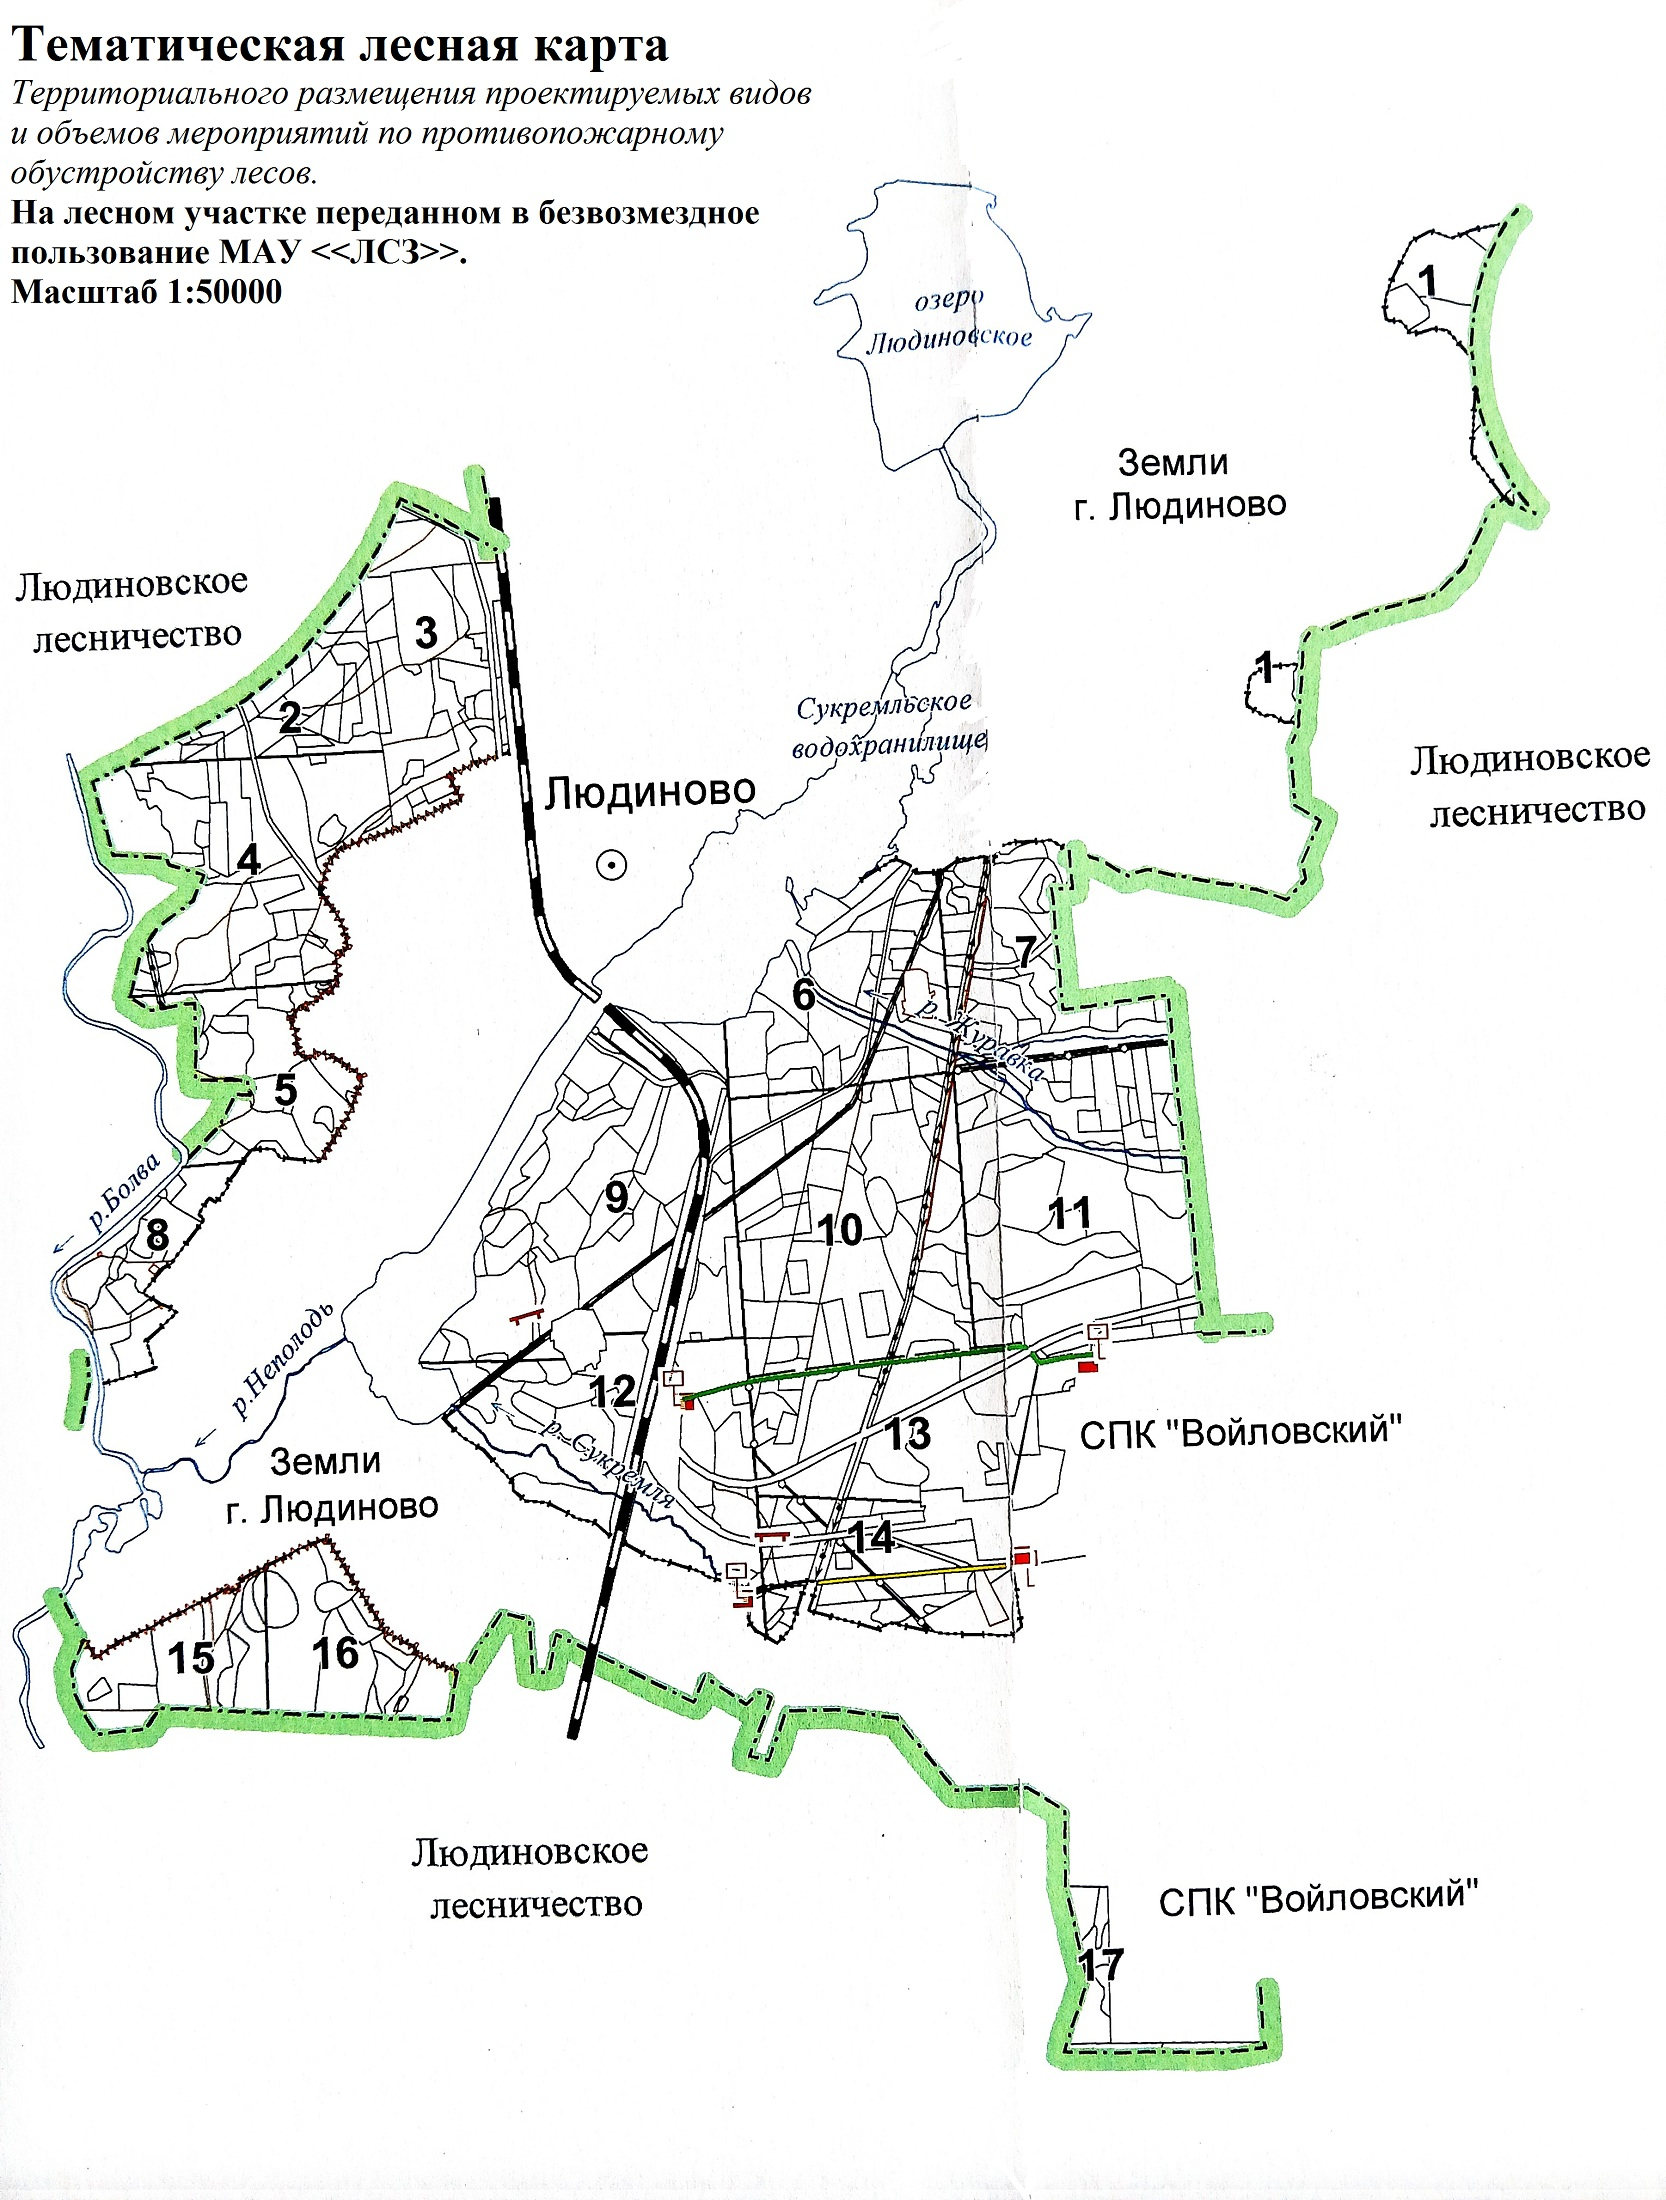 Тематическая лесная карта
Территориального размещения проектируемых видов
и объемов мероприятий по противопожарному
обустройству лесов.
На лесном участке переданном в безвозмездное
пользование МАУ <<ЛСЗ>>.
Масштаб 1:50000
озеро
Людиновское
1
Земли
г. Людиново
Людиновское
лесничество
3
2
1
Сукремльское
водохранилище
Людиновское
лесничество
Людиново
4
7
6
р. Журавка
5
р.Болва
8
9
10
11
р.Неполодь
12
13
СПК "Войловский"
р. Сукремля
Земли
г. Людиново
14
15
16
Людиновское
лесничество
СПК "Войловский"
17